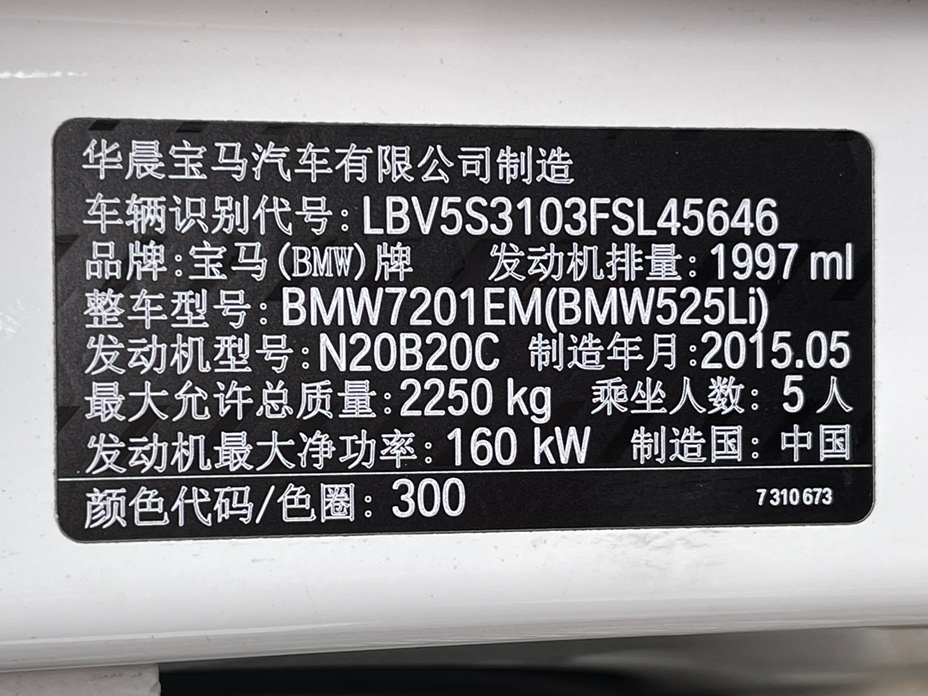 华晨宝马汽车有限公司制造
车辆识别代号: LBV5S3103FSL45646
品牌:宝马(BMW)牌 发动机排量: 1997 ml
整车型号: BMW7201EM(BMW525Li)
发动机型号: N20B20C 制造年月:2015.05
最大允许总质量:2250 kg 乘坐人数: 5 人
发动机最大净功率: 160 kW 制造国: 中国
颜色代码/色圈: 300 7 310 673